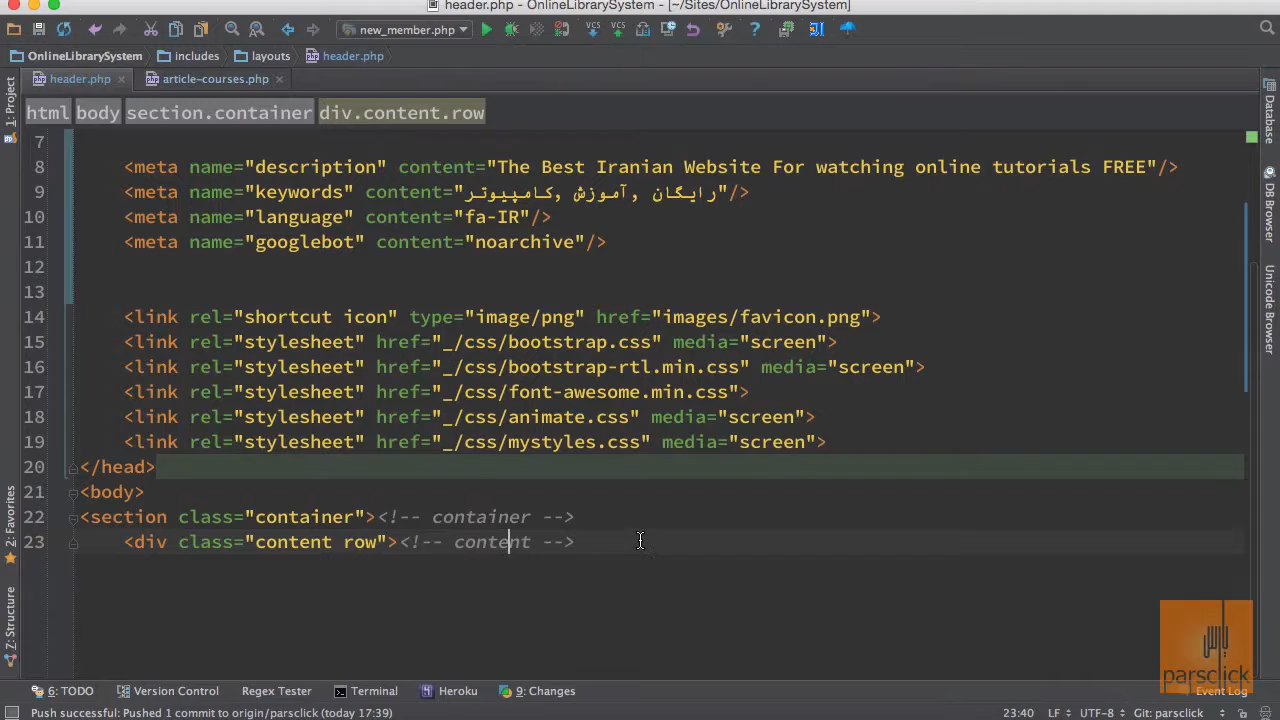 header.php - OnlineLibrarySystem - [~/Sites/OnlineLibrarySystem]
new_member.php
VCS VCS
OnlineLibrarySystem includes layouts header.php
header.php article-courses.php
html body section.container div.content.row
7
8 <meta name="description" content="The Best Iranian Website For watching online tutorials FREE"/>
9 <meta name="keywords" content="رایگان ,آموزش ,کامپیوتر"/>
10 <meta name="language" content="fa-IR"/>
11 <meta name="googlebot" content="noarchive"/>
12
13
14 <link rel="shortcut icon" type="image/png" href="images/favicon.png">
15 <link rel="stylesheet" href="_/css/bootstrap.css" media="screen">
16 <link rel="stylesheet" href="_/css/bootstrap-rtl.min.css" media="screen">
17 <link rel="stylesheet" href="_/css/font-awesome.min.css">
18 <link rel="stylesheet" href="_/css/animate.css" media="screen">
19 <link rel="stylesheet" href="_/css/mystyles.css" media="screen">
20 </head>
21 <body>
22 <section class="container"><!-- container -->
23 <div class="content row"><!-- content -->
1: Project
2: Favorites
7: Structure
Database
DB Browser
Unicode Browser
پارس
parsclick
6: TODO Version Control Regex Tester Terminal Heroku 9: Changes Event Log
Push successful: Pushed 1 commit to origin/parsclick (today 17:39) 23:40 LF UTF-8 Git: parsclick